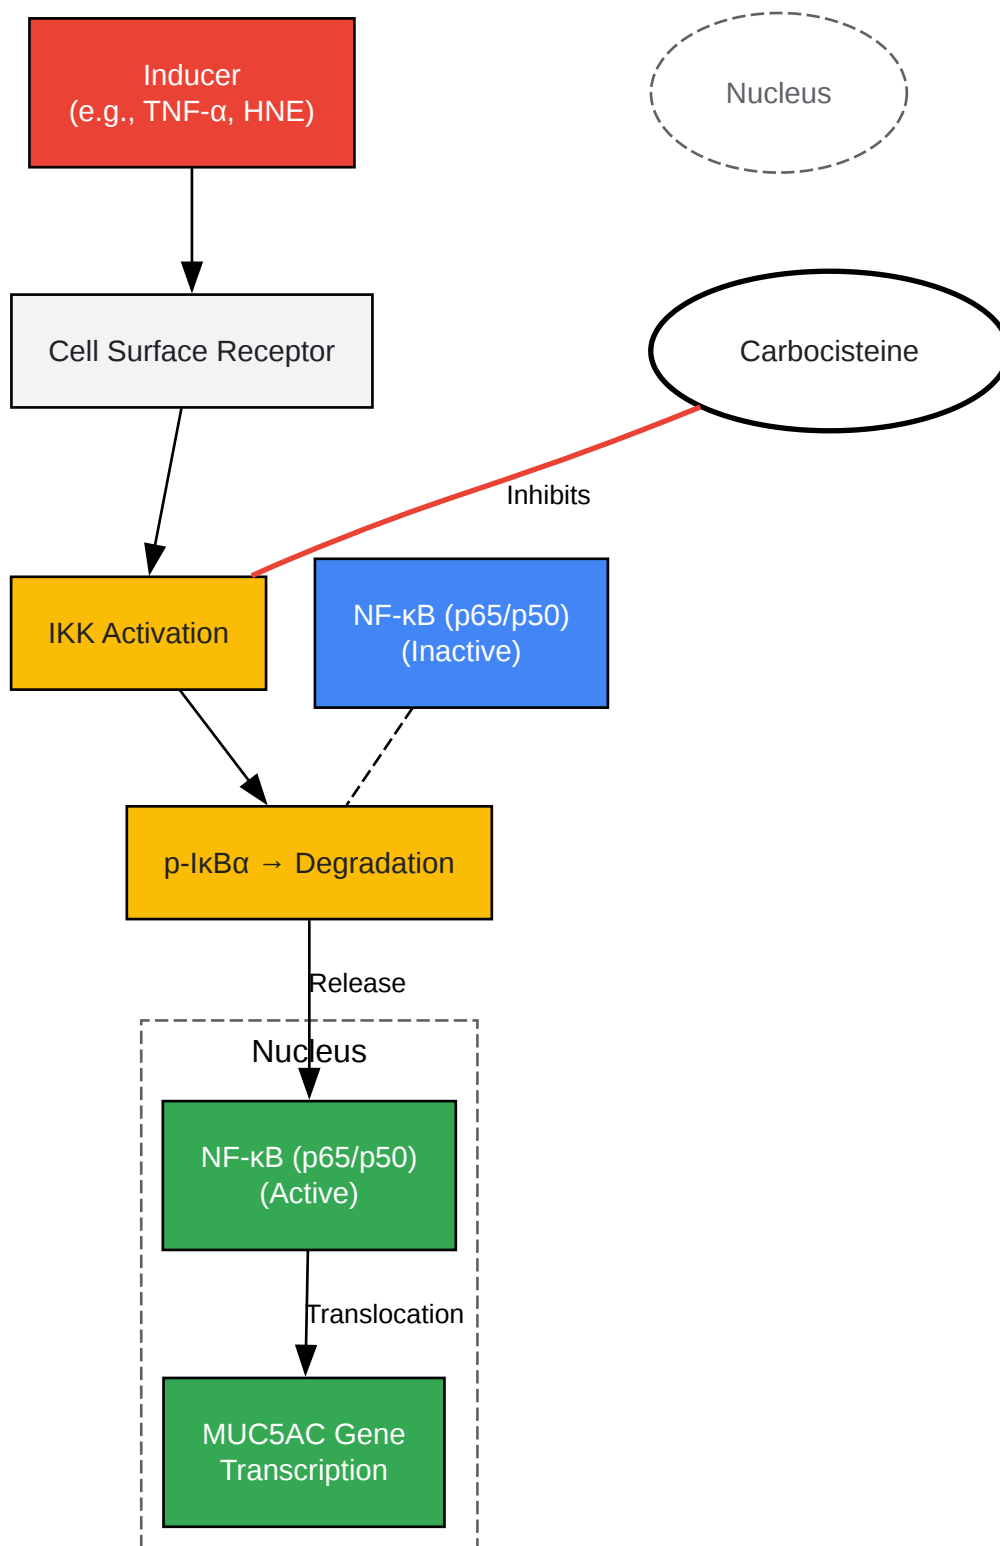 Inducer
(e.g., TNF-α, HNE)
Nucleus
Cell Surface Receptor
Carbocisteine
Inhibits
IKK Activation
NF-κB (p65/p50)
(Inactive)
p-IκBα → Degradation
Release
Nucleus
NF-κB (p65/p50)
(Active)
Translocation
MUC5AC Gene
Transcription